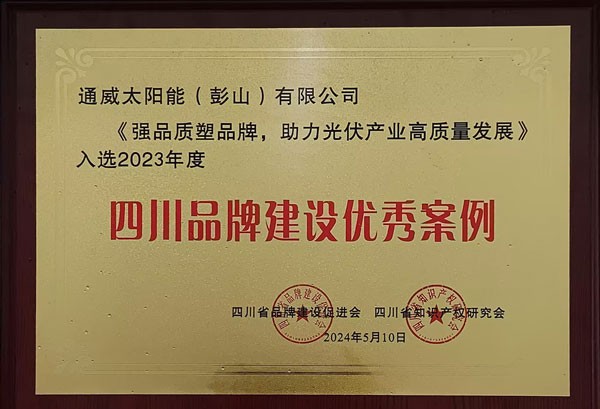 通威太阳能（彭山）有限公司
《强品质塑品牌，助力光伏产业高质量发展》
入选2023年度
四川品牌建设优秀案例
四川省品牌建设促进会 四川省知识产权研究会
2024年5月10日